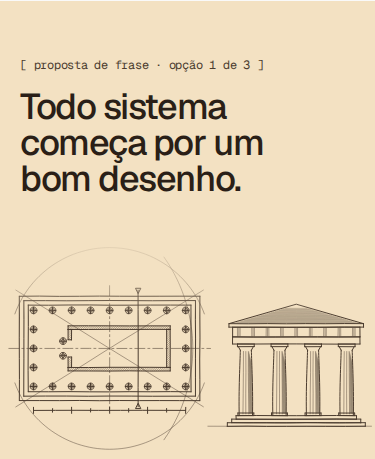 [ proposta de frase · opção 1 de 3 ]
Todo sistema
começa por um
bom desenho.